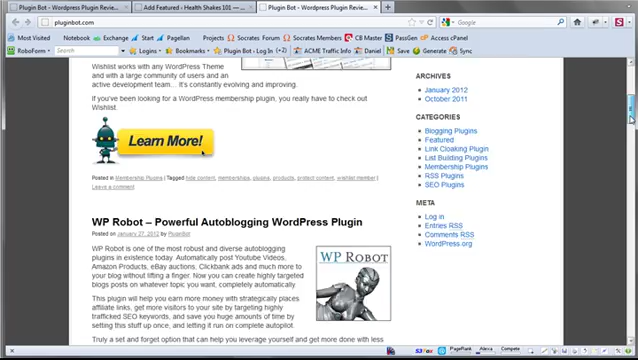 Plugin Bot - Wordpress Plugin Revie...
Add Featured - Health Shakes 101 — ...
Plugin Bot - Wordpress Plugin Revie...
pluginbot.com
Most Visited
Notebook
Exchange
Start
PayPal
GMail
Socrates Forum
Socrates Members
SB
PassGen
Access cPanel
RoboForm
Logins
Bookmarks
Plugin Bot - Log In (+2)
ACME Traffic Info
Daniel
Save
Generate
Sync
Wishlist works with any WordPress Theme
and with a large community of users and an
active development team... It's constantly evolving and improving.
If you've been looking for a WordPress membership plugin, you really have to check out
Wishlist.
Learn More!
Posted in Membership Plugins | Tagged hide content, memberships, plugins, products, protect content, wishlist member |
Leave a comment
WP Robot – Powerful Autoblogging WordPress Plugin
Posted on January 27, 2012 by PluginBot
WP Robot is one of the most robust and diverse autoblogging
plugins in existence today. Automatically post Youtube Videos,
Amazon Products, eBay auctions, Clickbank ads and much more to
your blog without lifting a finger. Now you can create highly targeted
blogs posts on whatever topic you want, completely automatically.
This plugin will help you earn more money with strategically places
affiliate links, get more visitors to your site by targeting highly
trafficked SEO keywords, and save you huge amounts of time by
setting this stuff up once, and letting it run on complete autopilot.
Truly a set and forget option that can help you leverage yourself and get more done with less
WP ROBOT
ARCHIVES
January 2012
October 2011
CATEGORIES
Blogging Plugins
Featured
Link Cloaking Plugin
List Building Plugins
Membership Plugins
RSS Plugins
SEO Plugins
META
Log in
Entries RSS
Comments RSS
WordPress.org
S3Fox
PageRank
Alexa
Compete